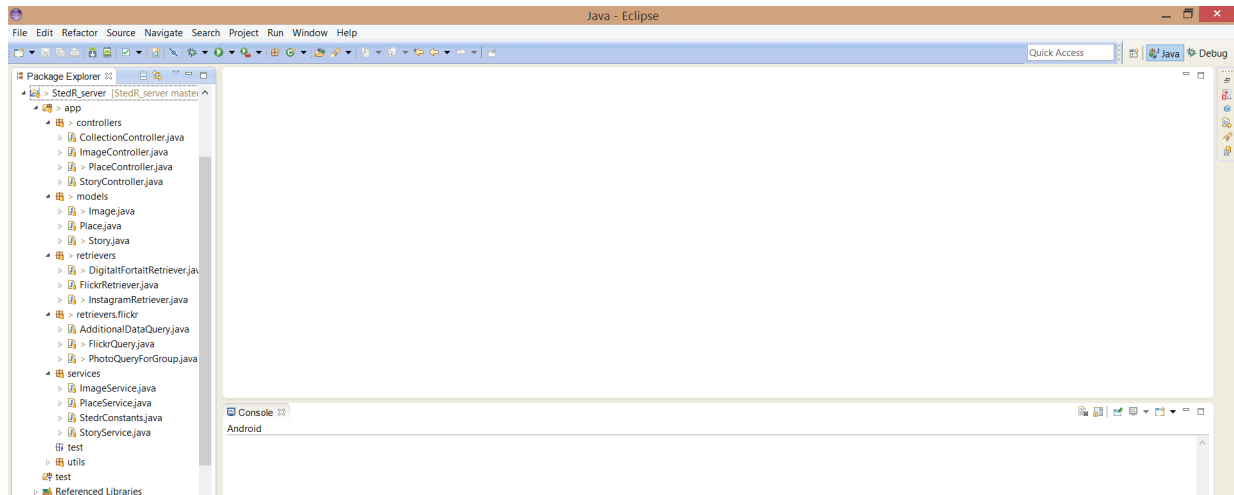 Java - Eclipse
File Edit Refactor Source Navigate Search Project Run Window Help
Quick Access
Java
Debug
Package Explorer
> StedR_server [StedR_server master
> app
> controllers
CollectionController.java
ImageController.java
> PlaceController.java
StoryController.java
> models
> Image.java
Place.java
> Story.java
> retrievers
> DigitaltFortaltRetriever.jav
FlickrRetriever.java
> InstagramRetriever.java
> retrievers.flickr
AdditionalDataQuery.java
> FlickrQuery.java
> PhotoQueryForGroup.java
services
ImageService.java
PlaceService.java
StedrConstants.java
StoryService.java
test
utils
test
Referenced Libraries
Console
Android